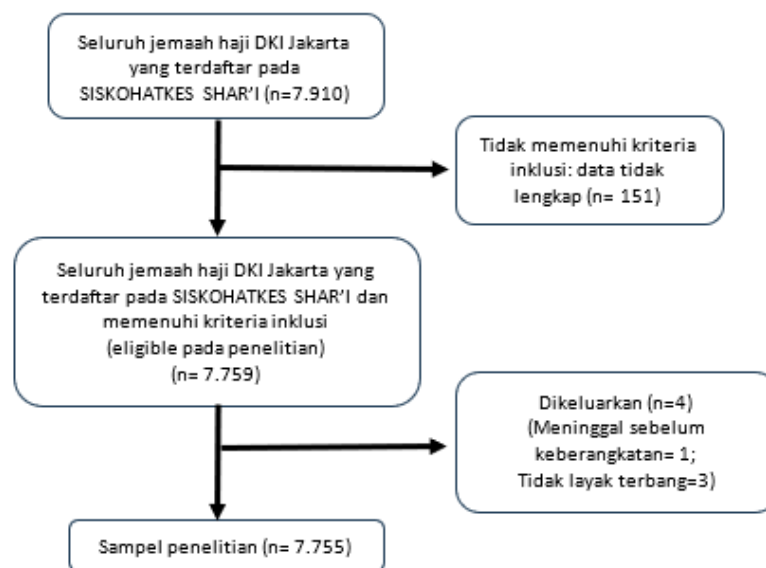 Seluruh jemaah haji DKI Jakarta
yang terdaftar pada
SISKOHATKES SHAR'I (n=7.910)
Tidak memenuhi kriteria
inklusi: data tidak
lengkap (n= 151)
Seluruh jemaah haji DKI Jakarta yang
terdaftar pada SISKOHATKES SHAR'I dan
memenuhi kriteria inklusi
(eligible pada penelitian)
(n= 7.759)
Dikeluarkan (n=4)
(Meninggal sebelum
keberangkatan= 1;
Tidak layak terbang=3)
Sampel penelitian (n= 7.755)